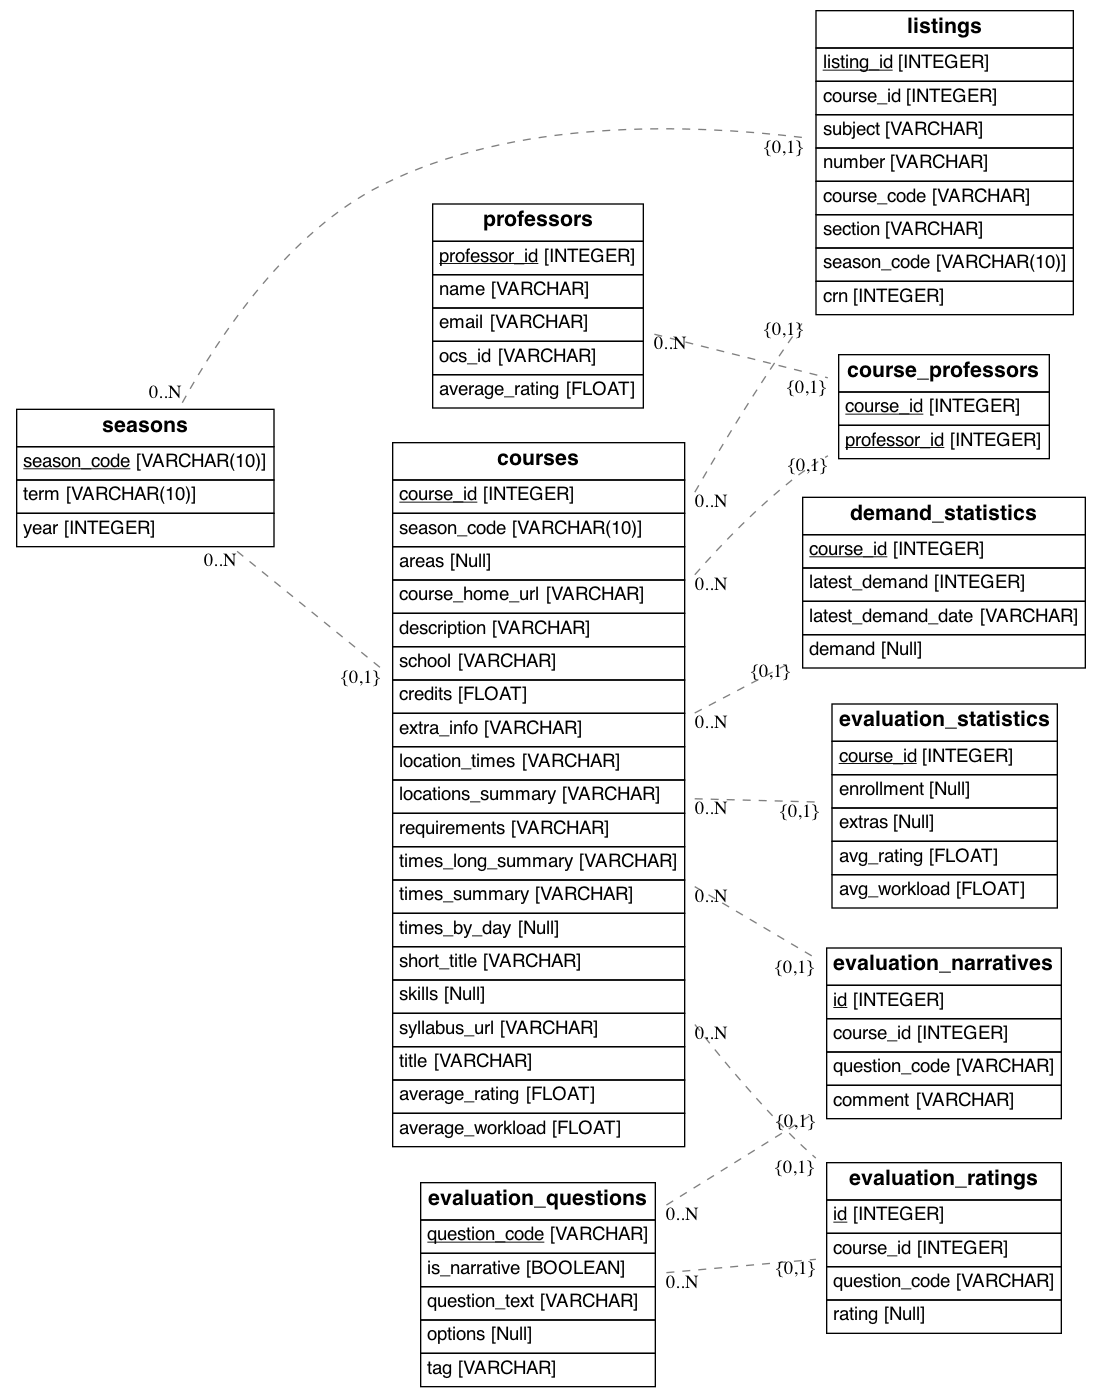 listings
listing_id [INTEGER]
course_id [INTEGER]
subject [VARCHAR]
number [VARCHAR]
course_code [VARCHAR]
section [VARCHAR]
season_code [VARCHAR(10)]
crn [INTEGER]
{0,1}
0..N
professors
professor_id [INTEGER]
name [VARCHAR]
email [VARCHAR]
ocs_id [VARCHAR]
average_rating [FLOAT]
0..N
{0,1}
{0,1}
course_professors
course_id [INTEGER]
professor_id [INTEGER]
{0,1}
seasons
season_code [VARCHAR(10)]
term [VARCHAR(10)]
year [INTEGER]
0..N
{0,1}
courses
course_id [INTEGER]
season_code [VARCHAR(10)]
areas [Null]
course_home_url [VARCHAR]
description [VARCHAR]
school [VARCHAR]
credits [FLOAT]
extra_info [VARCHAR]
location_times [VARCHAR]
locations_summary [VARCHAR]
requirements [VARCHAR]
times_long_summary [VARCHAR]
times_summary [VARCHAR]
times_by_day [Null]
short_title [VARCHAR]
skills [Null]
syllabus_url [VARCHAR]
title [VARCHAR]
average_rating [FLOAT]
average_workload [FLOAT]
0..N
0..N
0..N
0..N
0..N
0..N
demand_statistics
course_id [INTEGER]
latest_demand [INTEGER]
latest_demand_date [VARCHAR]
demand [Null]
{0,1}
evaluation_statistics
course_id [INTEGER]
enrollment [Null]
extras [Null]
avg_rating [FLOAT]
avg_workload [FLOAT]
{0,1}
evaluation_narratives
id [INTEGER]
course_id [INTEGER]
question_code [VARCHAR]
comment [VARCHAR]
{0,1}
{0,1}
{0,1}
evaluation_questions
question_code [VARCHAR]
is_narrative [BOOLEAN]
question_text [VARCHAR]
options [Null]
tag [VARCHAR]
0..N
0..N
{0,1}
evaluation_ratings
id [INTEGER]
course_id [INTEGER]
question_code [VARCHAR]
rating [Null]